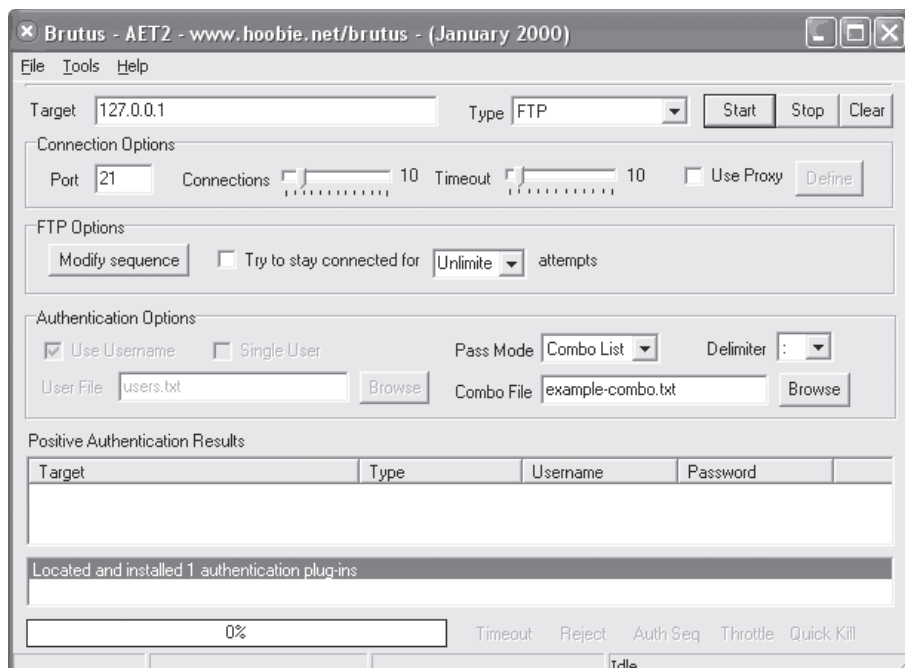 Brutus - AET2 - www.hoobie.net/brutus - (January 2000)
File Tools Help
Target 127.0.0.1 Type FTP Start Stop Clear
Connection Options
Port 21 Connections 10 Timeout 10 Use Proxy Define
FTP Options
Modify sequence Try to stay connected for Unlimite attempts
Authentication Options
Use Username Single User Pass Mode Combo List Delimiter :
User File users.txt Browse Combo File example-combo.txt Browse
Positive Authentication Results
Target Type Username Password
Located and installed 1 authentication plug-ins
0% Timeout Reject Auth Seq Throttle Quick Kill
Idle